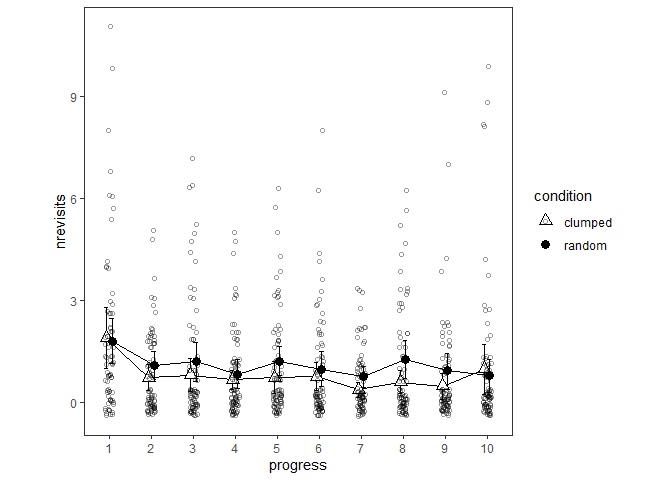 nrevisits
9
6
3
0
1 2 3 4 5 6 7 8 9 10
progress
condition
clumped
random